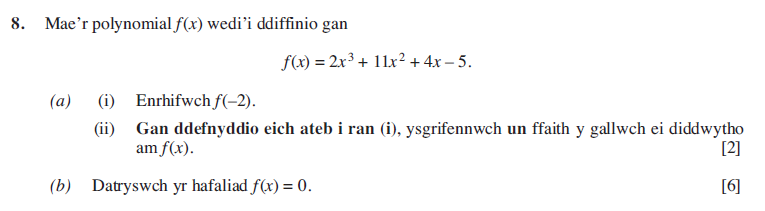 8. Mae'r polynomial f(x) wedi'i ddiffinio gan
f(x) = 2x³ + 11x² + 4x – 5.
(a) (i) Enrhifwch f(–2).
(ii) Gan ddefnyddio eich ateb i ran (i), ysgrifennwch un ffaith y gallwch ei diddwytho
am f(x). [2]
(b) Datryswch yr hafaliad f(x) = 0. [6]